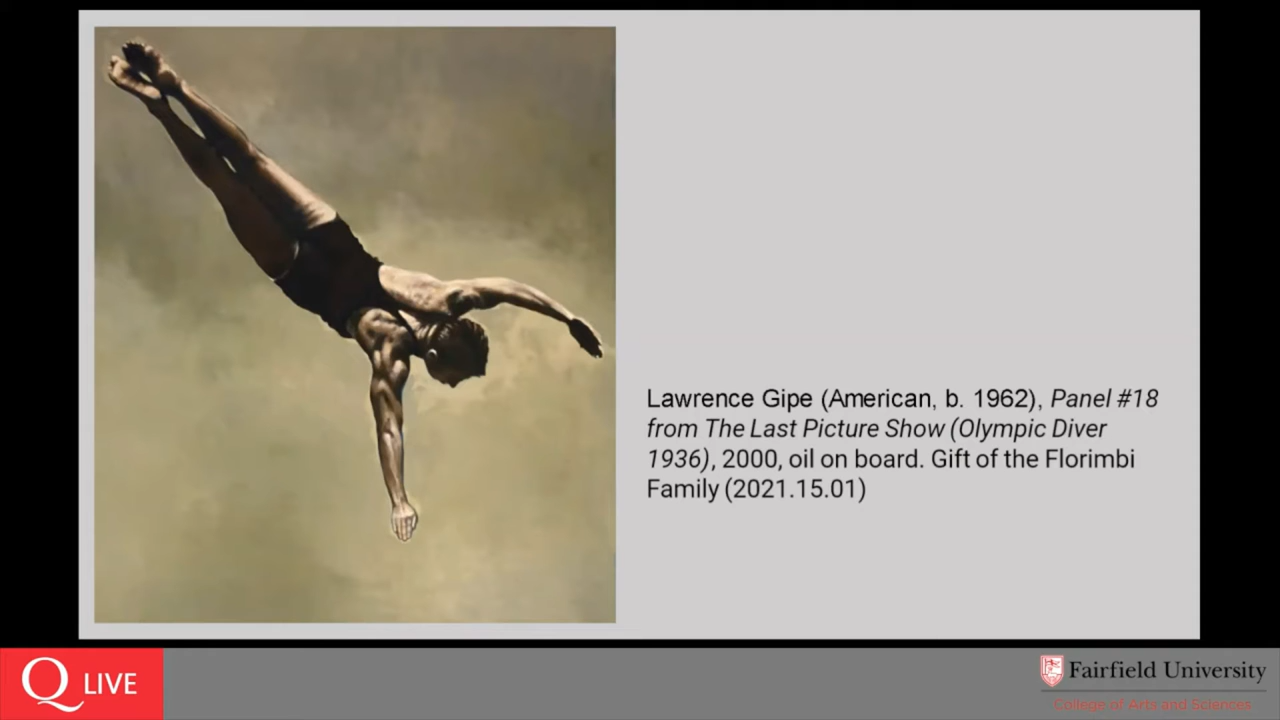 Lawrence Gipe (American, b. 1962), Panel #18
from The Last Picture Show (Olympic Diver
1936), 2000, oil on board. Gift of the Florimbi
Family (2021.15.01)
Q LIVE
Fairfield University
College of Arts and Sciences